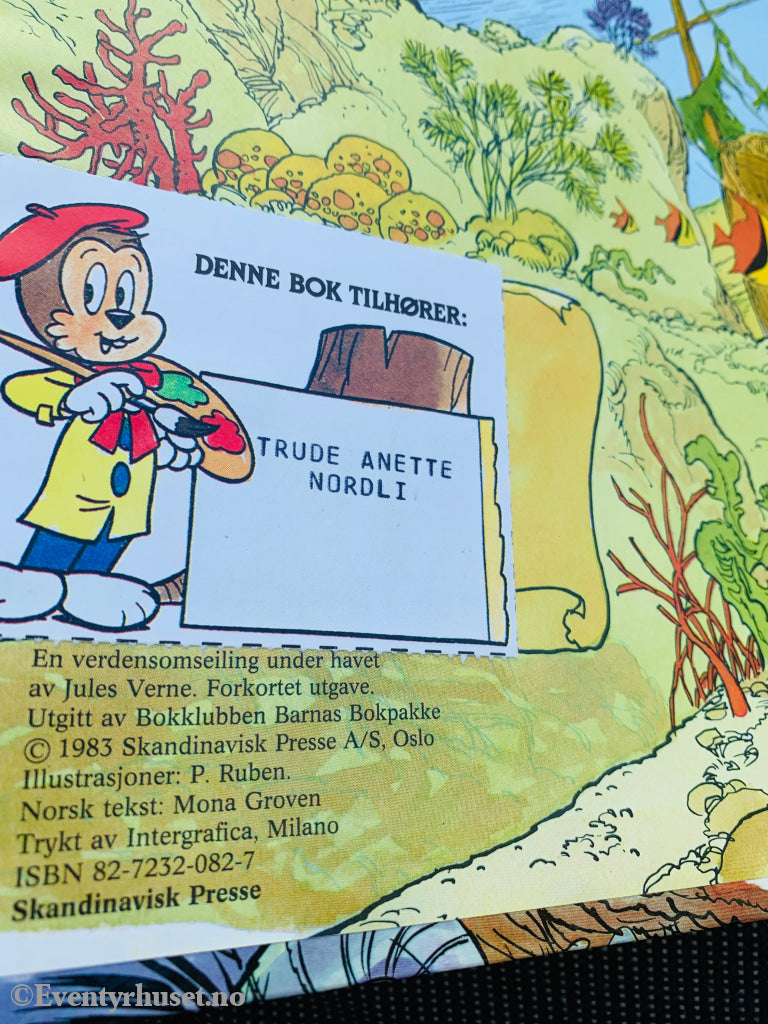 DENNE BOK TILHØRER:
TRUDE ANETTE
NORDLI
En verdensomseiling under havet
av Jules Verne. Forkortet utgave.
Utgitt av Bokklubben Barnas Bokpakke
© 1983 Skandinavisk Presse A/S, Oslo
Illustrasjoner: P. Ruben.
Norsk tekst: Mona Groven
Trykt av Intergrafica, Milano
ISBN 82-7232-082-7
Skandinavisk Presse
©Eventyrhuset.no